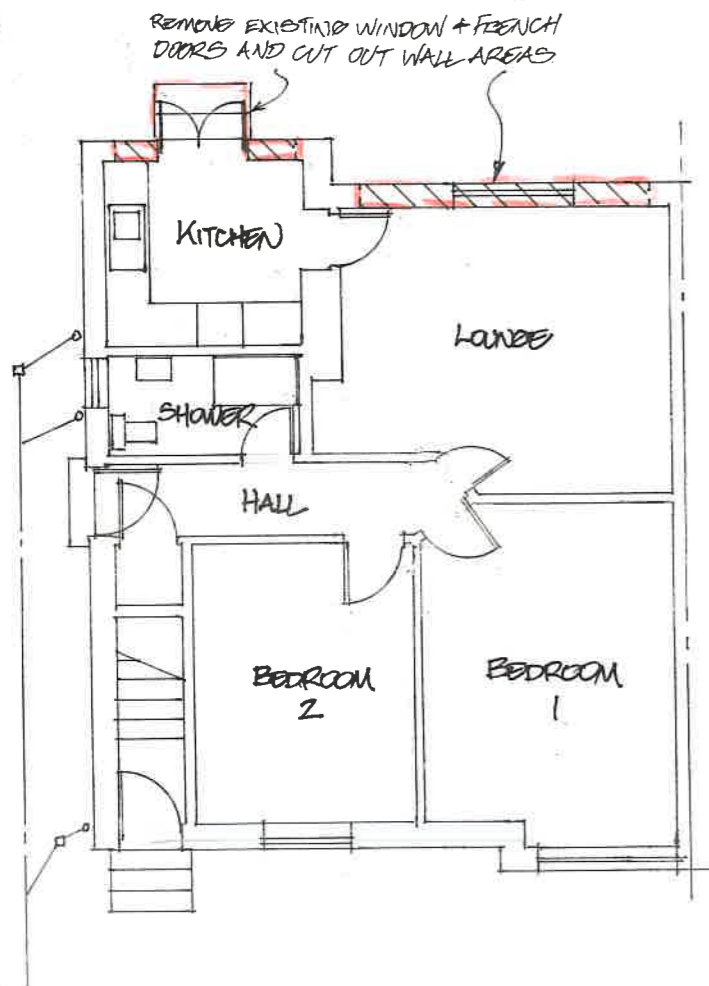 REMOVE EXISTING WINDOW + FRENCH
DOORS AND CUT OUT WALL AREAS
KITCHEN
LOUNGE
SHOWER
HALL
BEDROOM
2
BEDROOM
1